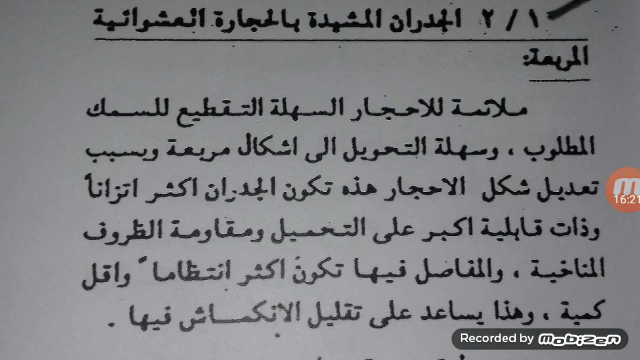 ٢ / ١ الجدران المشيدة بالحجارة العشوائية
المربعة:
ملائمة للاحجار السهلة التقطيع للسمك
المطلوب ، وسهلة التحويل الى اشكال مربعة وبسبب
تعديل شكل الاحجار هذه تكون الجدران اكثر اتزاناً
وذات قابلية اكبر على التحميل ومقاومة الظروف
المناخية ، والمفاصل فيها تكون اكثر انتظاماً واقل
كمية ، وهذا يساعد على تقليل الانكماش فيها .
16:21
Recorded by mobizen